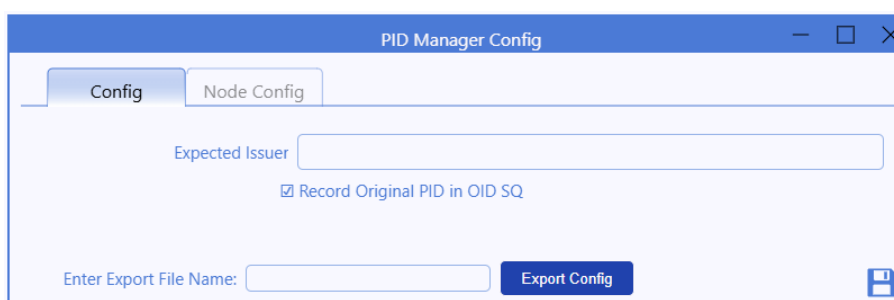 PID Manager Config
Config Node Config
Expected Issuer
Record Original PID in OID SQ
Enter Export File Name: Export Config